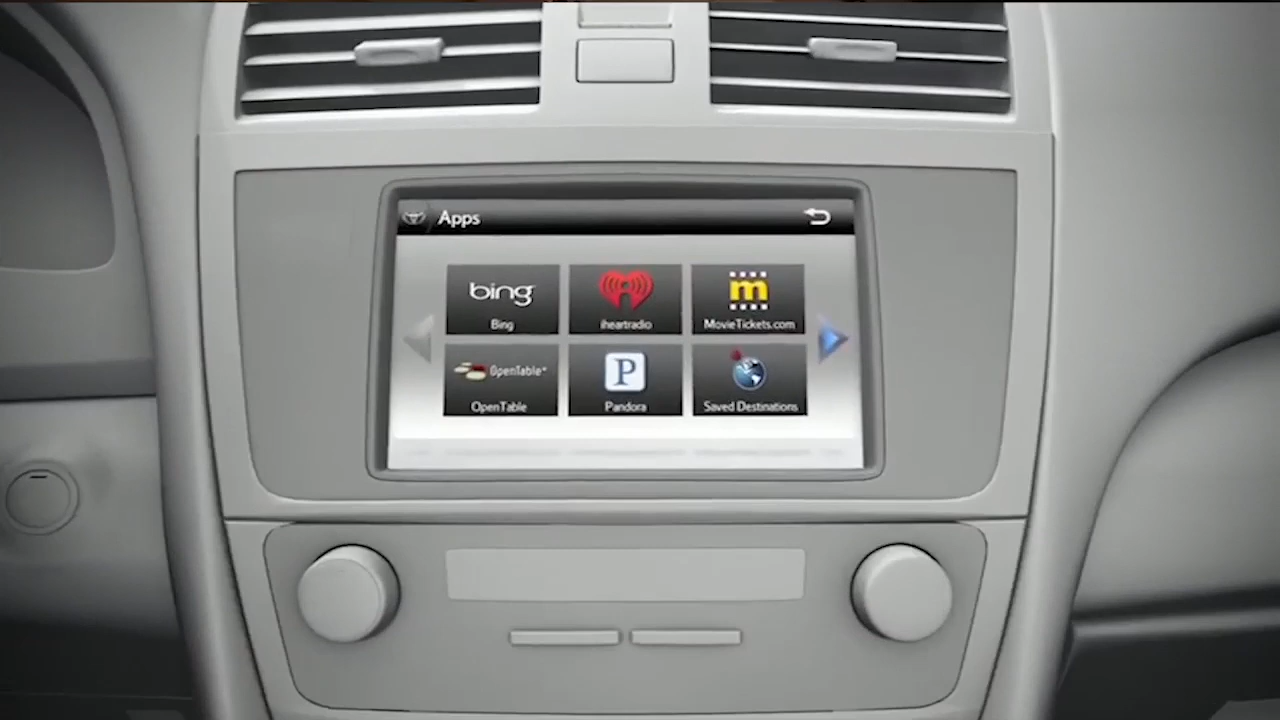 Apps
bing
Bing
iheartradio
m
MovieTickets.com
OpenTable
OpenTable
P
Pandora
Saved Destinations